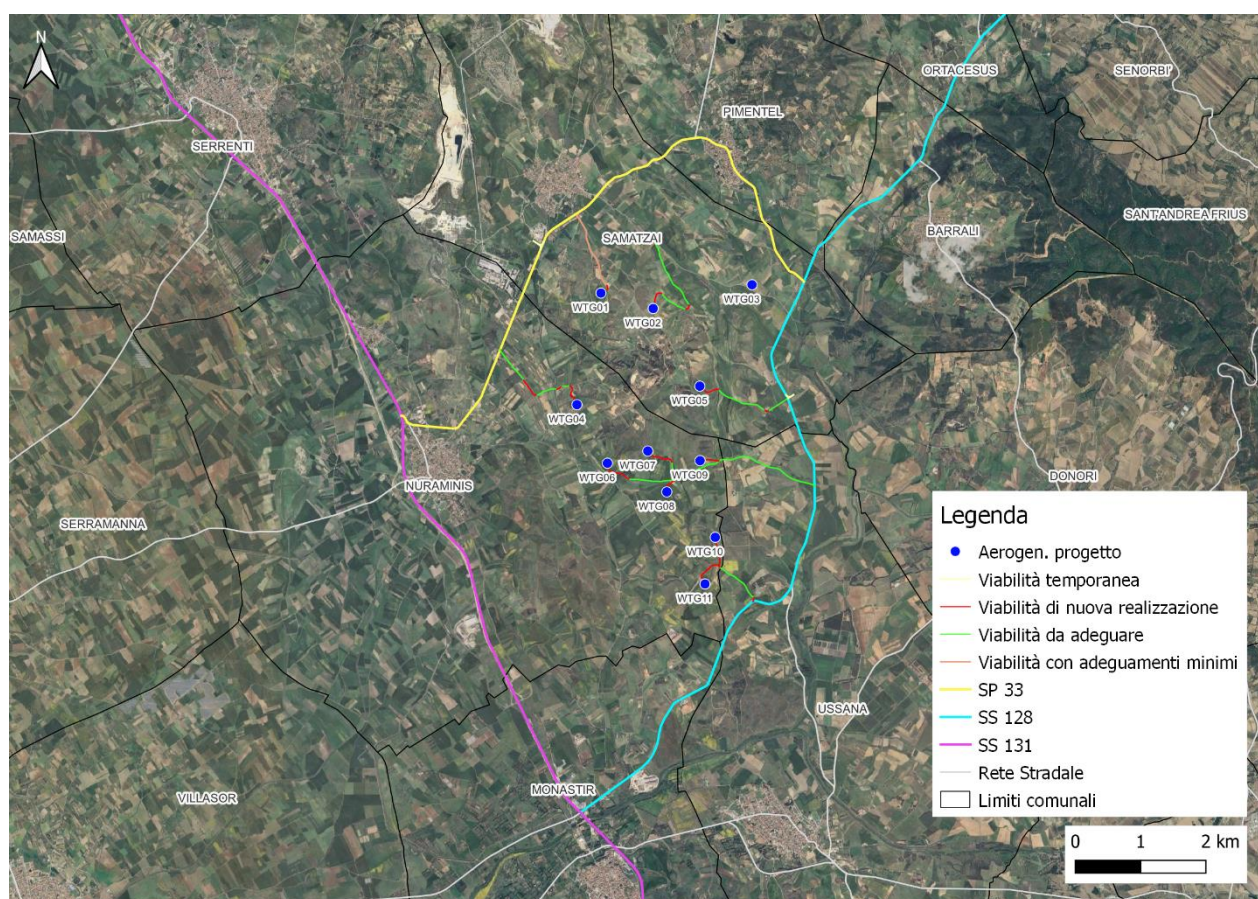 N
ORTACESUS
SENORBI'
PIMENTEL
SERRENTI
SANT'ANDREA FRIUS
SAMASSI
BARRALI
SAMATZAI
WTG01
WTG02
WTG03
WTG04
WTG05
WTG07
WTG06
WTG09
WTG08
NURAMINIS
DONORI
SERRAMANNA
WTG10
WTG11
USSANA
MONASTIR
VILLASOR
Legenda
Aerogen. progetto
Viabilità temporanea
Viabilità di nuova realizzazione
Viabilità da adeguare
Viabilità con adeguamenti minimi
SP 33
SS 128
SS 131
Rete Stradale
Limiti comunali
0 1 2 km